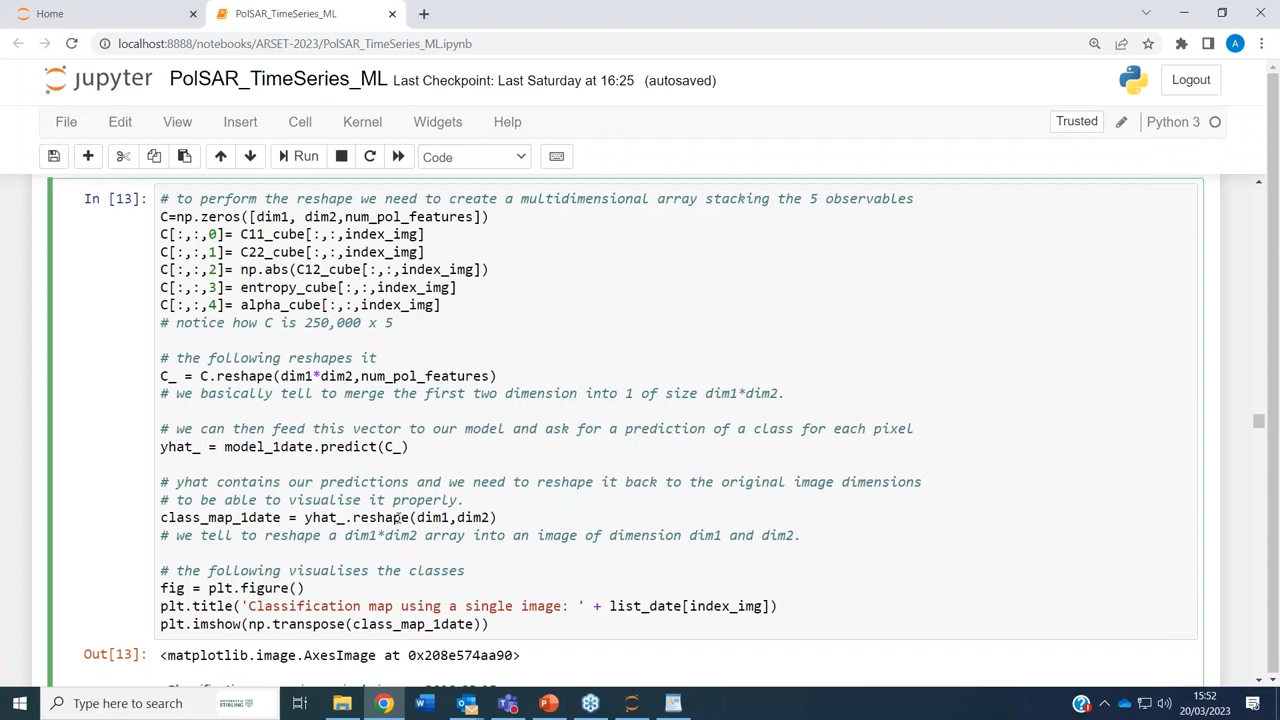 Home
PolSAR_TimeSeries_ML
localhost:8888/notebooks/ARSET-2023/PolSAR_TimeSeries_ML.ipynb
A
jupyter PolSAR_TimeSeries_ML Last Checkpoint: Last Saturday at 16:25 (autosaved)
Logout
File Edit View Insert Cell Kernel Widgets Help
Trusted
Python 3
Run
Code
In [13]:
# to perform the reshape we need to create a multidimensional array stacking the 5 observables
C=np.zeros([dim1, dim2,num_pol_features])
C[:,:,0]= C11_cube[:,:,index_img]
C[:,:,1]= C22_cube[:,:,index_img]
C[:,:,2]= np.abs(C12_cube[:,:,index_img])
C[:,:,3]= entropy_cube[:,:,index_img]
C[:,:,4]= alpha_cube[:,:,index_img]
# notice how C is 250,000 x 5
# the following reshapes it
C_ = C.reshape(dim1*dim2,num_pol_features)
# we basically tell to merge the first two dimension into 1 of size dim1*dim2.
# we can then feed this vector to our model and ask for a prediction of a class for each pixel
yhat_ = model_1date.predict(C_)
# yhat contains our predictions and we need to reshape it back to the original image dimensions
# to be able to visualise it properly.
class_map_1date = yhat_.reshape(dim1,dim2)
# we tell to reshape a dim1*dim2 array into an image of dimension dim1 and dim2.
# the following visualises the classes
fig = plt.figure()
plt.title('Classification map using a single image: ' + list_date[index_img])
plt.imshow(np.transpose(class_map_1date))
Out[13]: <matplotlib.image.AxesImage at 0x208e574aa90>
Type here to search
15:52
20/03/2023